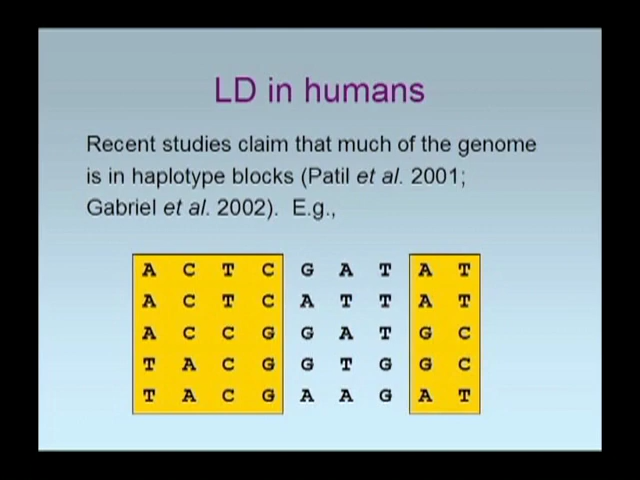 LD in humans
Recent studies claim that much of the genome
is in haplotype blocks (Patil et al. 2001;
Gabriel et al. 2002). E.g.,
A C T C G A T A T
A C T C A T T A T
A C C G G A T G C
T A C G G T G G C
T A C G A A G A T